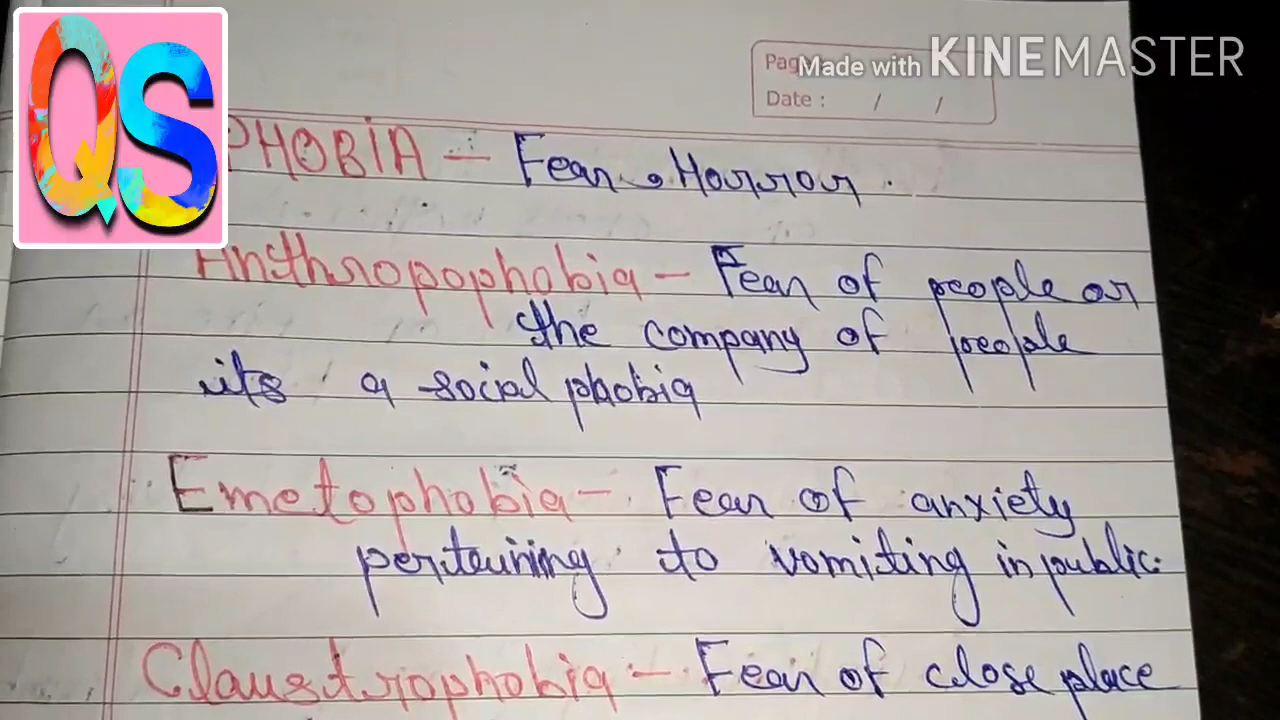 QS
Page
Made with KINEMASTER
Date : / /
PHOBIA - Fear, Horror.
Anthropophobia - Fear of people or
the company of people
its a social phobia
Emetophobia - Fear of anxiety
pertaining to vomiting in public.
Claustrophobia - Fear of close place